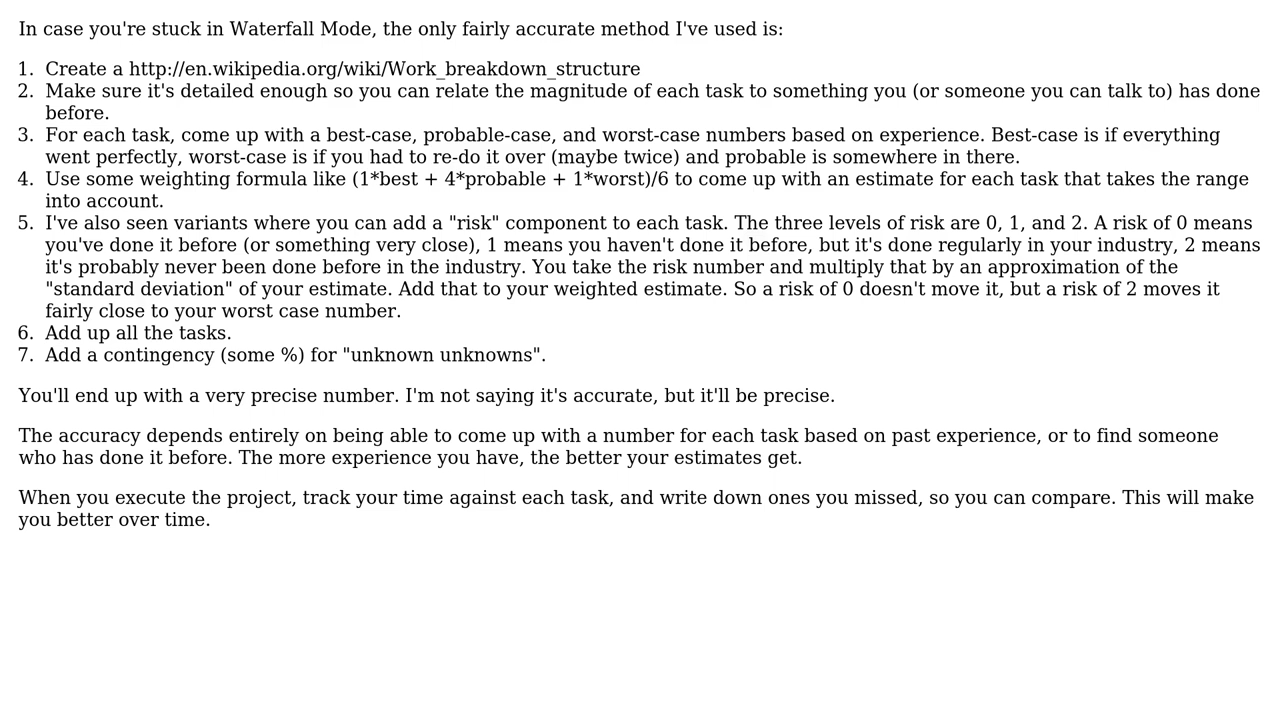 In case you're stuck in Waterfall Mode, the only fairly accurate method I've used is:
1. Create a http://en.wikipedia.org/wiki/Work_breakdown_structure
2. Make sure it's detailed enough so you can relate the magnitude of each task to something you (or someone you can talk to) has done
before.
3. For each task, come up with a best-case, probable-case, and worst-case numbers based on experience. Best-case is if everything
went perfectly, worst-case is if you had to re-do it over (maybe twice) and probable is somewhere in there.
4. Use some weighting formula like (1*best + 4*probable + 1*worst)/6 to come up with an estimate for each task that takes the range
into account.
5. I've also seen variants where you can add a "risk" component to each task. The three levels of risk are 0, 1, and 2. A risk of 0 means
you've done it before (or something very close), 1 means you haven't done it before, but it's done regularly in your industry, 2 means
it's probably never been done before in the industry. You take the risk number and multiply that by an approximation of the
"standard deviation" of your estimate. Add that to your weighted estimate. So a risk of 0 doesn't move it, but a risk of 2 moves it
fairly close to your worst case number.
6. Add up all the tasks.
7. Add a contingency (some %) for "unknown unknowns".
You'll end up with a very precise number. I'm not saying it's accurate, but it'll be precise.
The accuracy depends entirely on being able to come up with a number for each task based on past experience, or to find someone
who has done it before. The more experience you have, the better your estimates get.
When you execute the project, track your time against each task, and write down ones you missed, so you can compare. This will make
you better over time.